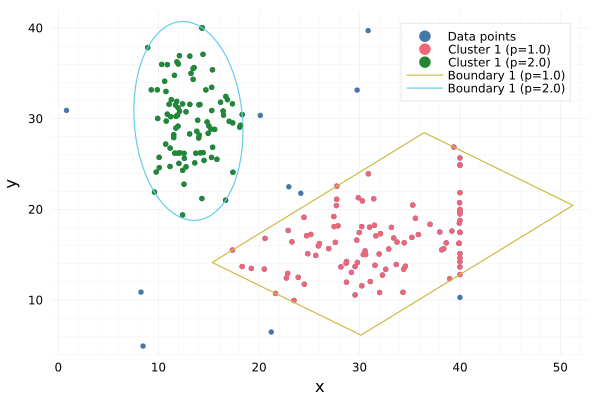 40
30
20
10
y
0
10
20
30
40
50
x
Data points
Cluster 1 (p=1.0)
Cluster 1 (p=2.0)
Boundary 1 (p=1.0)
Boundary 1 (p=2.0)